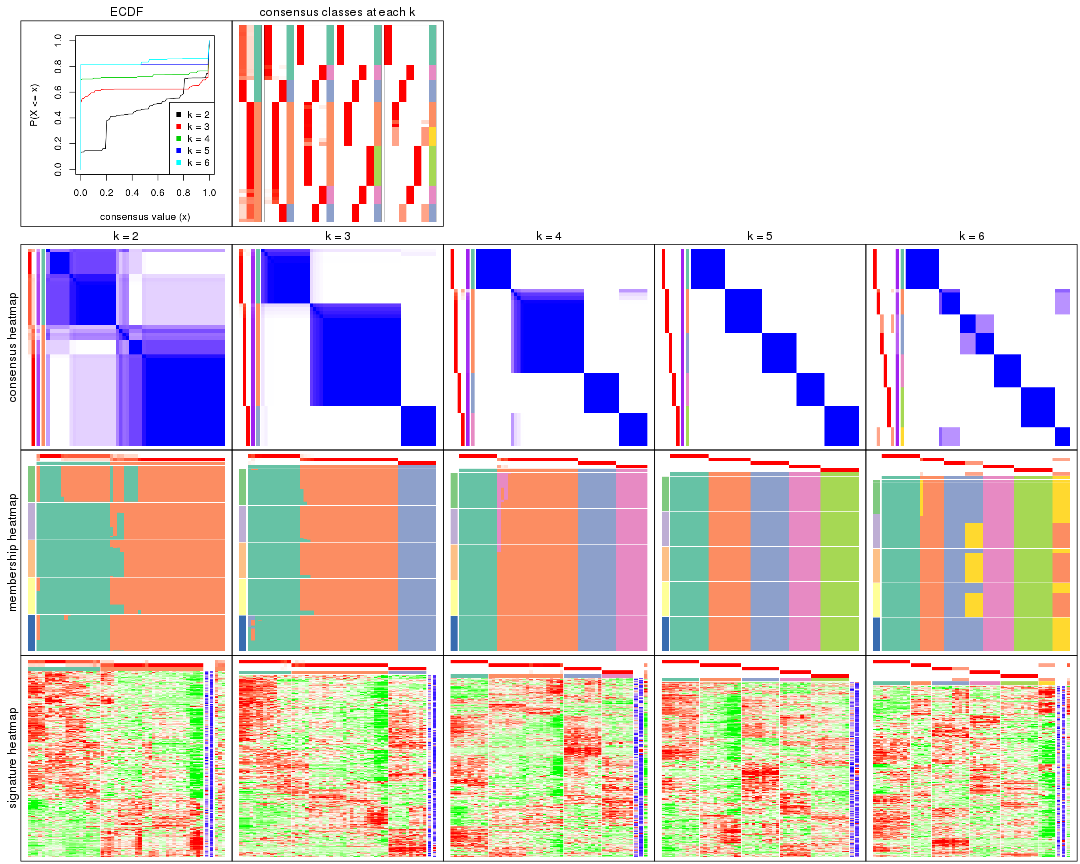 ECDF
consensus classes at each k
P(X <= x)
0.0 0.2 0.4 0.6 0.8 1.0
k = 2
k = 3
k = 4
k = 5
k = 6
0.0 0.2 0.4 0.6 0.8 1.0
consensus value (x)
k = 2 k = 3 k = 4 k = 5 k = 6
consensus heatmap
membership heatmap
signature heatmap